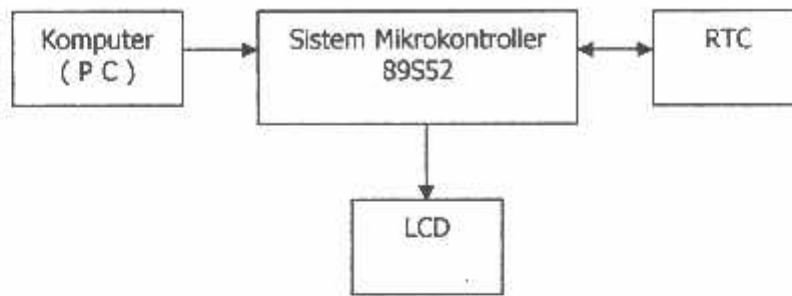 Komputer
( P C )
Sistem Mikrokontroller
89S52
RTC
LCD